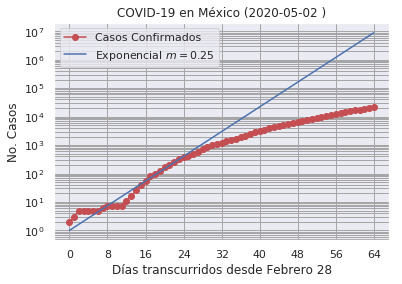 COVID-19 en México (2020-05-02 )
Casos Confirmados
Exponencial m = 0.25
No. Casos
10⁷
10⁶
10⁵
10⁴
10³
10²
10¹
10⁰
0 8 16 24 32 40 48 56 64
Días transcurridos desde Febrero 28